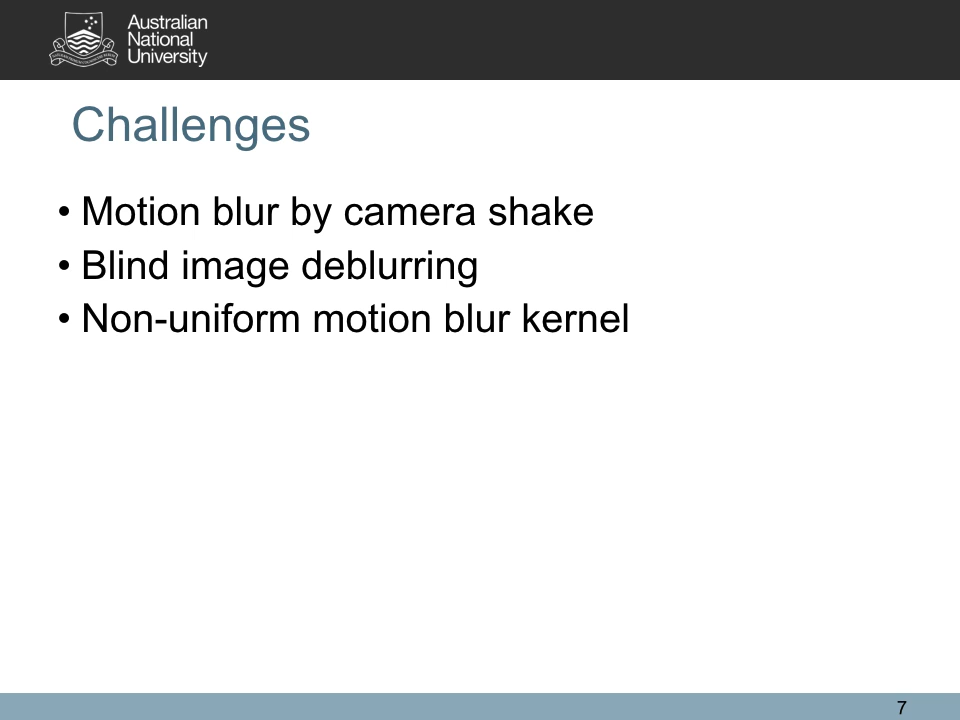 Australian
National
University
Challenges
• Motion blur by camera shake
• Blind image deblurring
• Non-uniform motion blur kernel
7